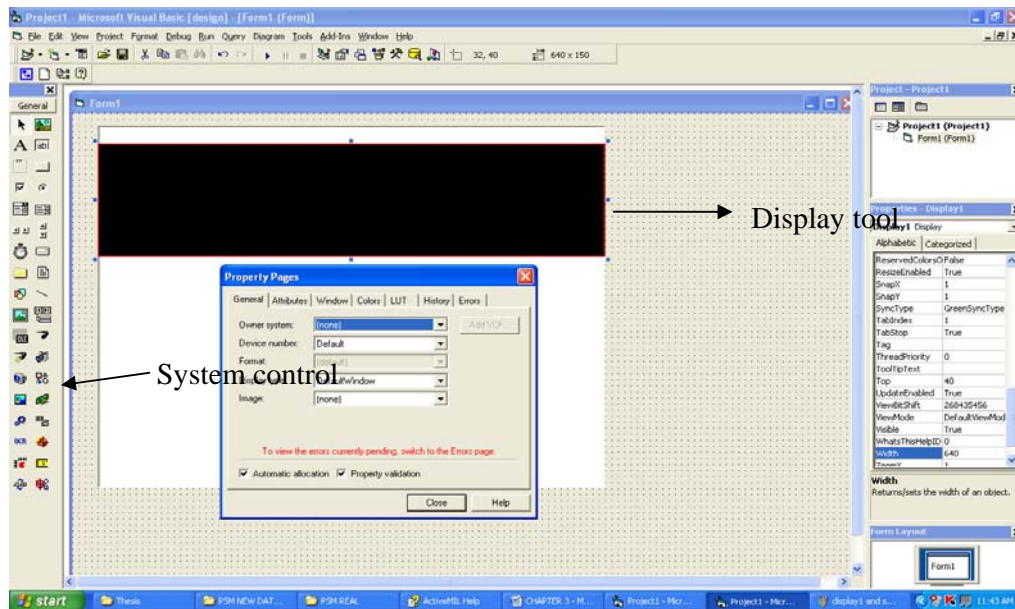 Project1 - Microsoft Visual Basic [design] - [Form1 (Form)]
File Edit View Project Format Debug Run Query Diagram Tools Add-Ins Window Help
32, 40
640 x 150
General
Form1
Display tool
System control
Property Pages
General Attributes Window Colors LUT History Errors
Owner system: (none) Add VCF...
Device number: Default
Format: (default)
Window
Image: (none)
To view the errors currently pending, switch to the Errors page.
Automatic allocation Property validation
Close Help
Project - Project1
Project1 (Project1)
Form1 (Form1)
Properties - Display1
Display1 Display
Alphabetic Categorized
ReservedColorsO False
ResizeEnabled True
SnapX 1
SnapY 1
SyncType GreenSyncType
TabIndex 1
TabStop True
Tag
ThreadPriority 0
ToolTipText
Top 40
UpdateEnabled True
ViewBitShift 268435456
ViewMode DefaultViewMod
Visible True
WhatsThisHelpID 0
Width 640
ZoomX 1
Width
Returns/sets the width of an object.
Form Layout
Form1
start
Thesis
PSM NEW DAT...
PSM REAL
ActiveMIL Help
CHAPTER 3 - M...
Project1 - Micr...
Project1 - Micr...
display1 and s...
11:43 AM